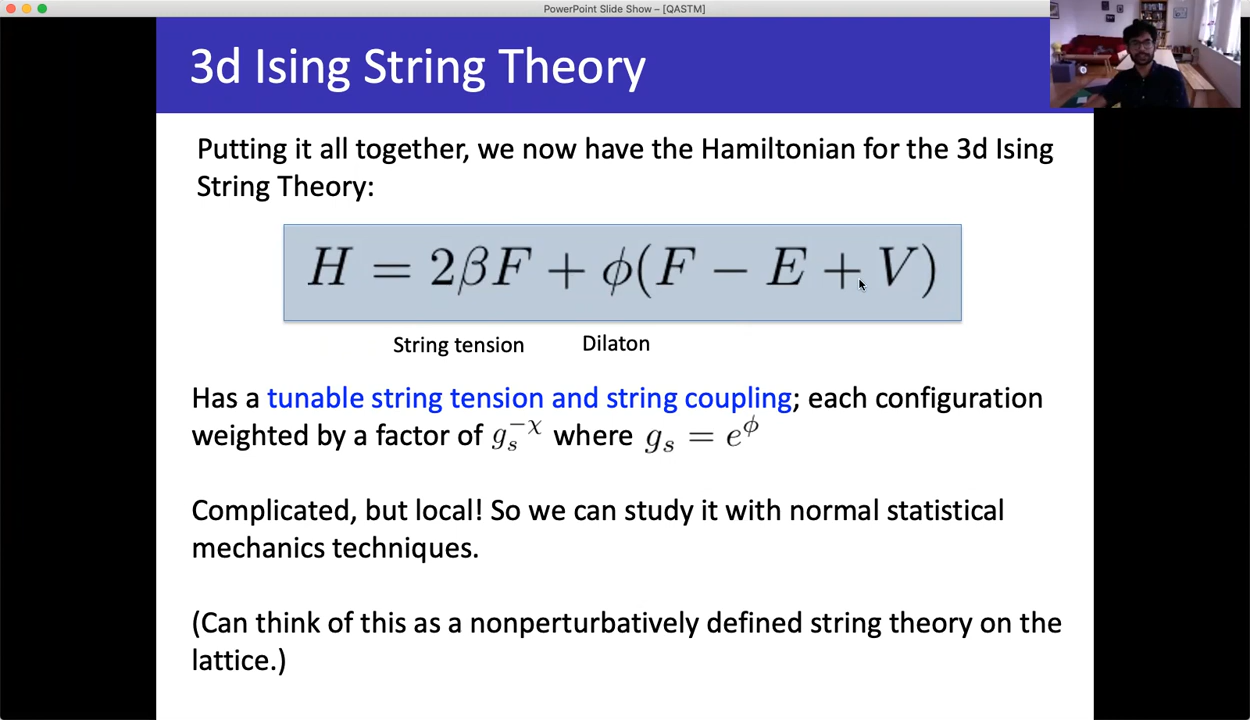 PowerPoint Slide Show – [QASTM]
3d Ising String Theory
Putting it all together, we now have the Hamiltonian for the 3d Ising
String Theory:
H = 2βF + ϕ(F − E + V)
String tension Dilaton
Has a tunable string tension and string coupling; each configuration
weighted by a factor of g_s^{−χ} where g_s = e^ϕ
Complicated, but local! So we can study it with normal statistical
mechanics techniques.
(Can think of this as a nonperturbatively defined string theory on the
lattice.)